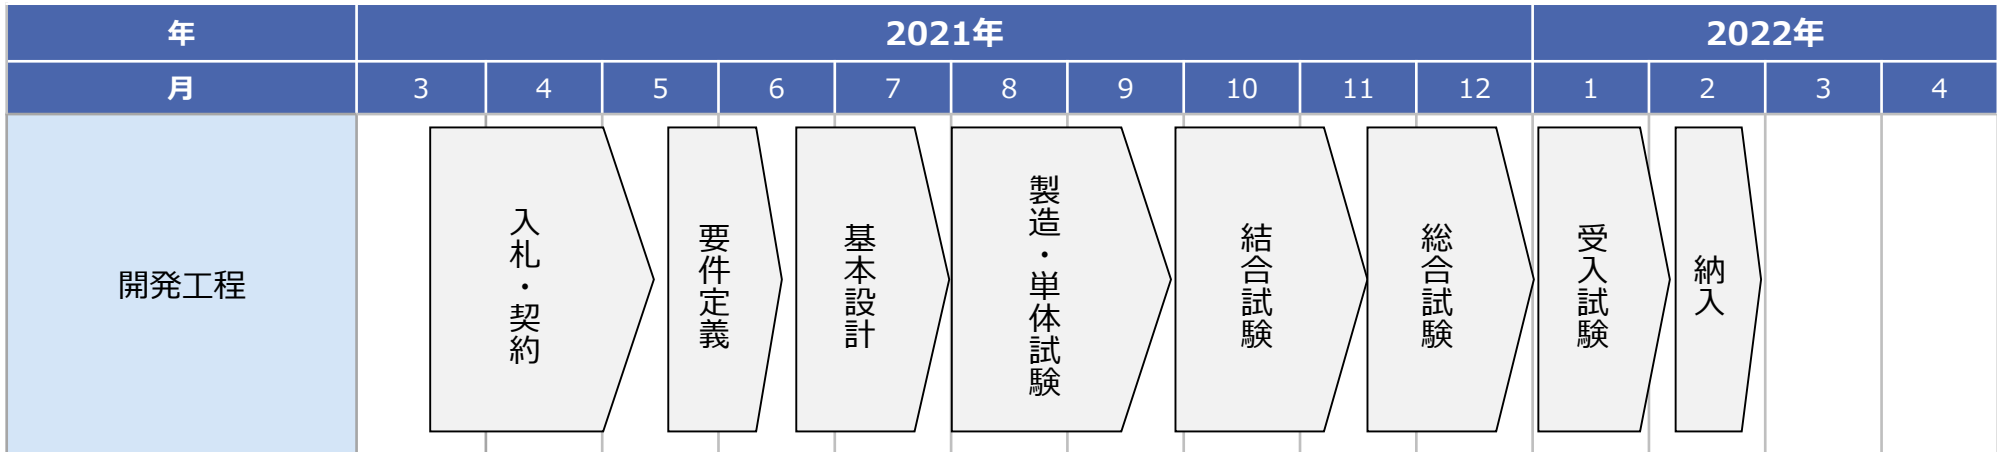 年 2021年 2022年
月 3 4 5 6 7 8 9 10 11 12 1 2 3 4
開発工程
入札・契約
要件定義
基本設計
製造・単体試験
結合試験
総合試験
受入試験
納入